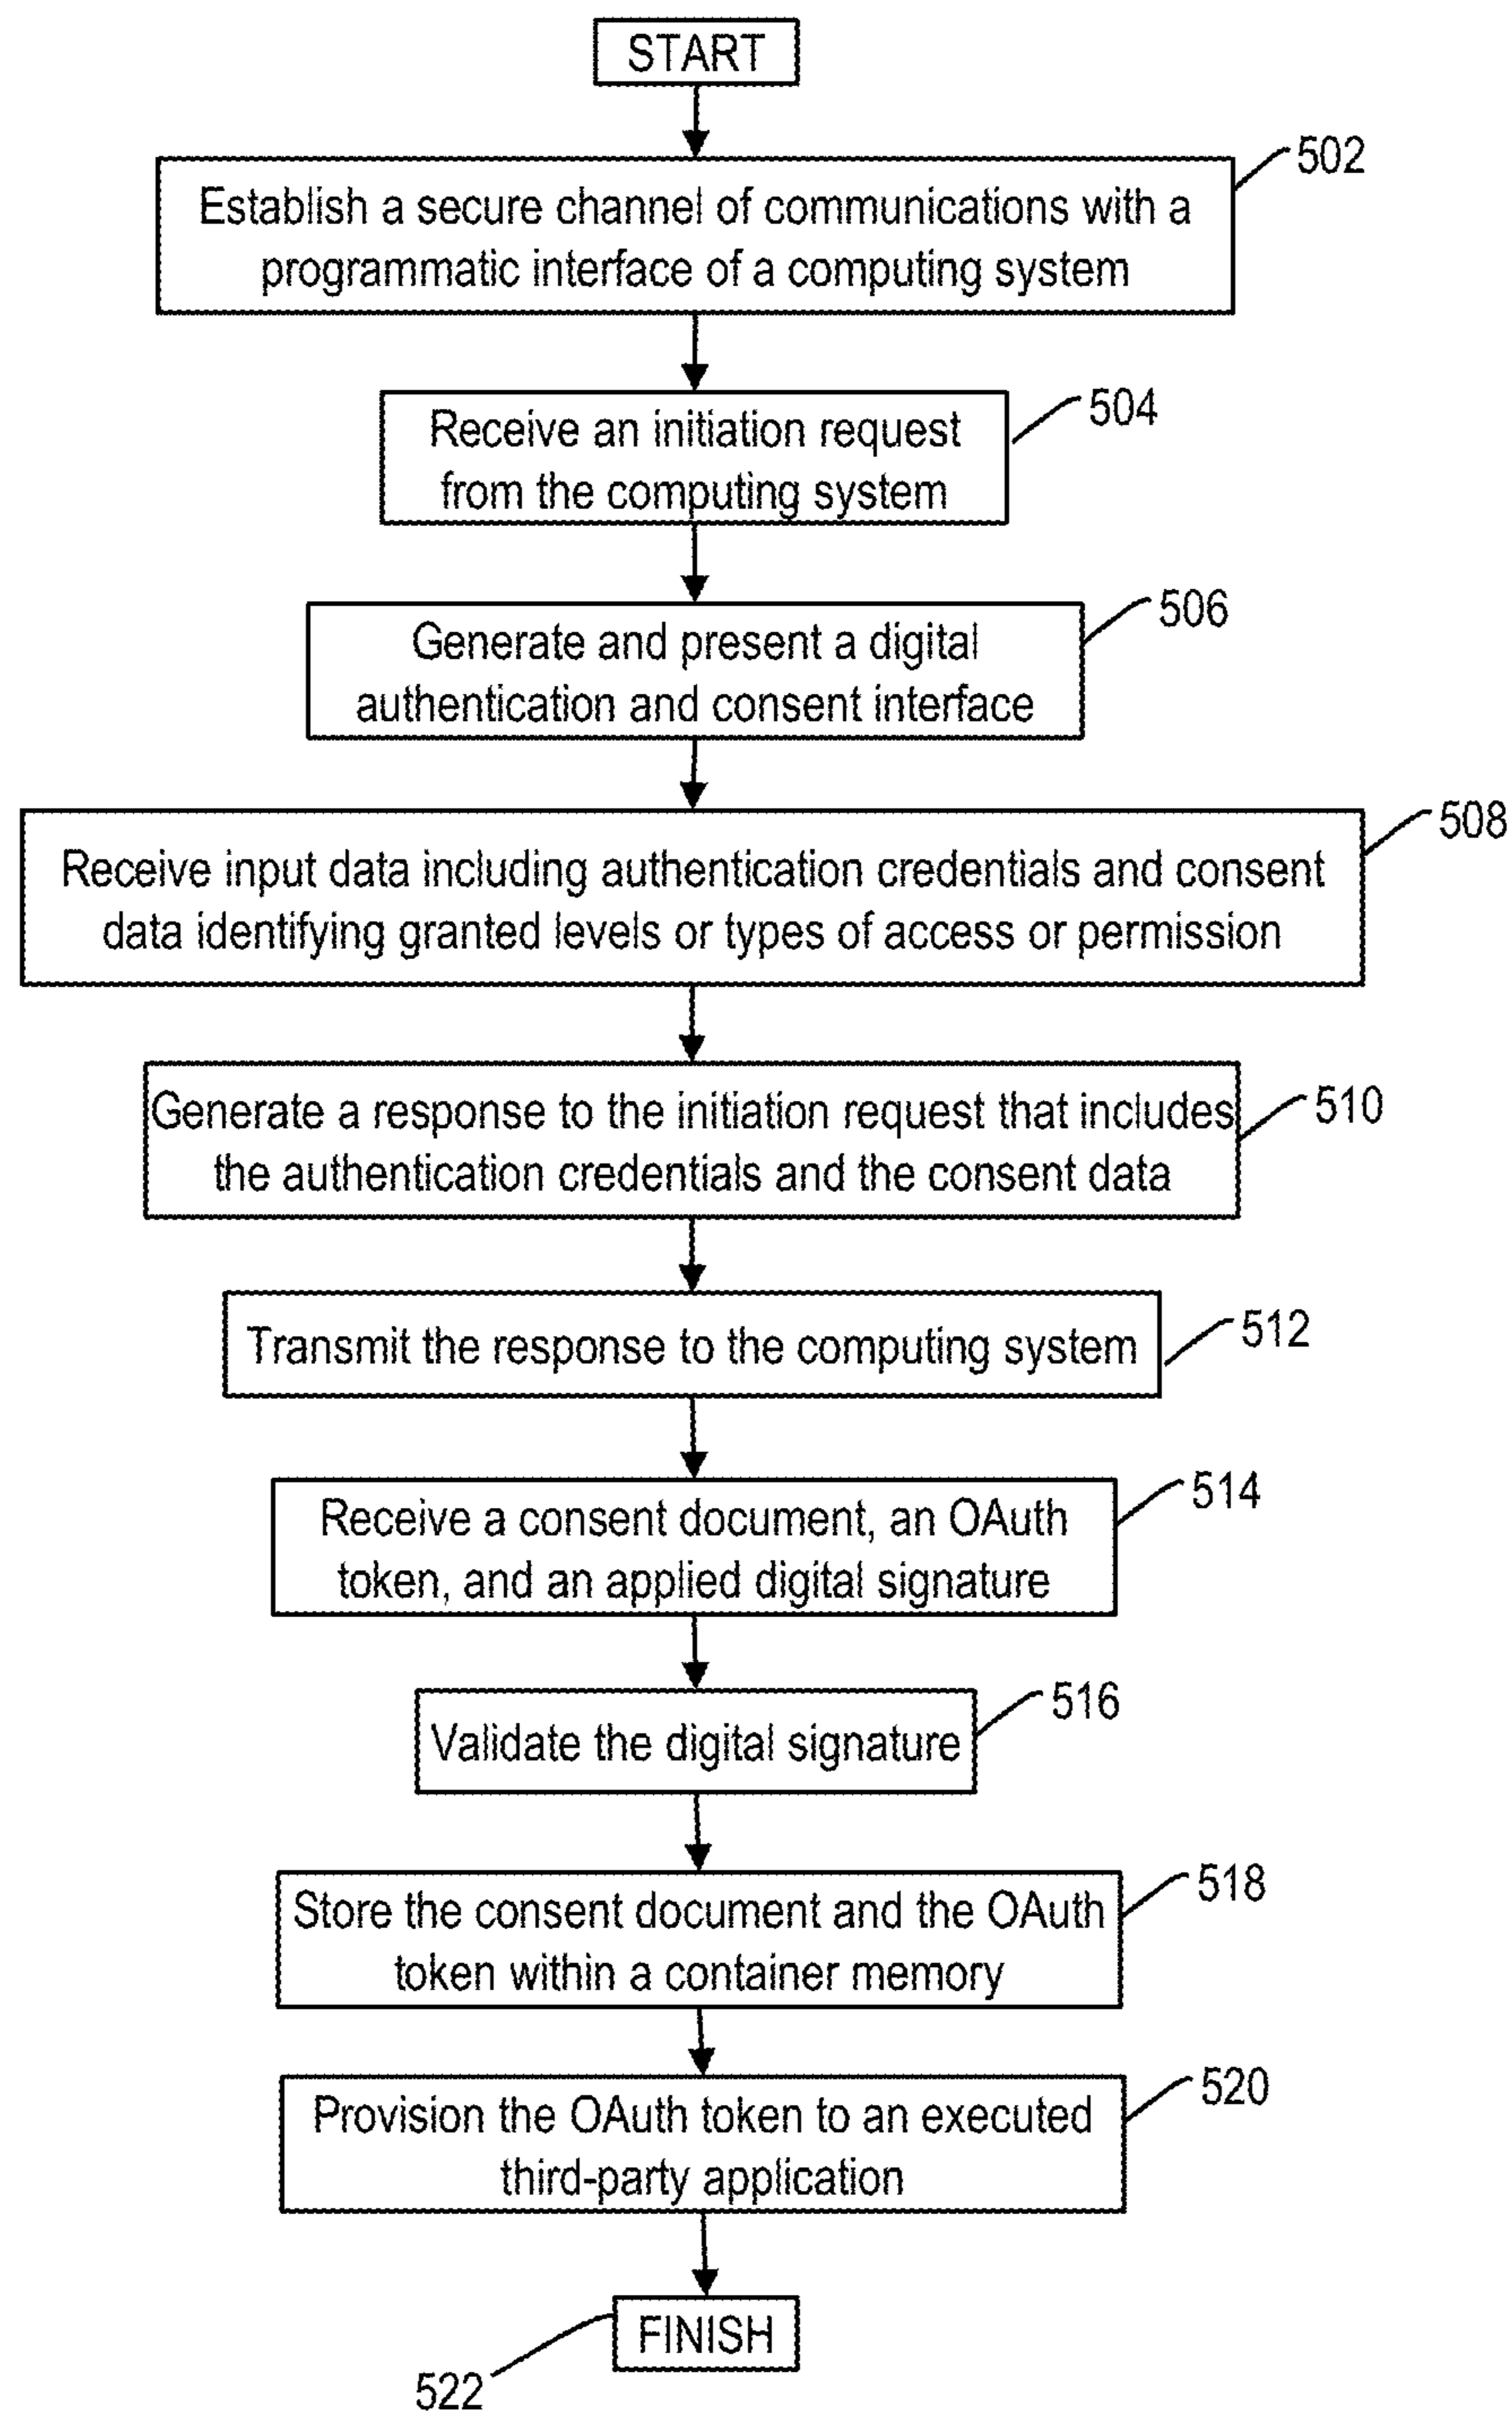 START
502
Establish a secure channel of communications with a
programmatic interface of a computing system
504
Receive an initiation request
from the computing system
506
Generate and present a digital
authentication and consent interface
508
Receive input data including authentication credentials and consent
data identifying granted levels or types of access or permission
510
Generate a response to the initiation request that includes
the authentication credentials and the consent data
512
Transmit the response to the computing system
514
Receive a consent document, an OAuth
token, and an applied digital signature
516
Validate the digital signature
518
Store the consent document and the OAuth
token within a container memory
520
Provision the OAuth token to an executed
third-party application
FINISH
522